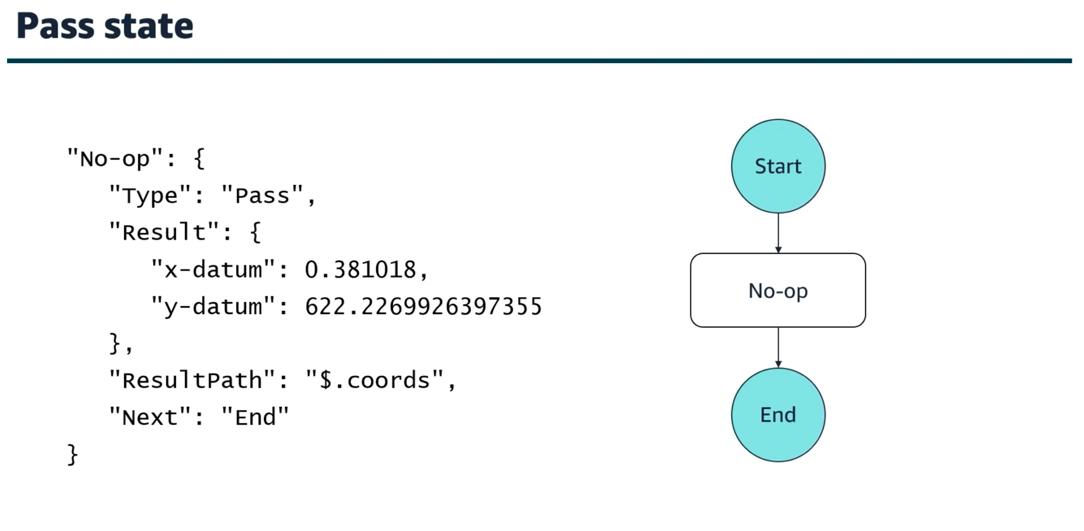 Pass state
"No-op": {
"Type": "Pass",
"Result": {
"x-datum": 0.381018,
"y-datum": 622.2269926397355
},
"ResultPath": "$.coords",
"Next": "End"
}
Start
No-op
End